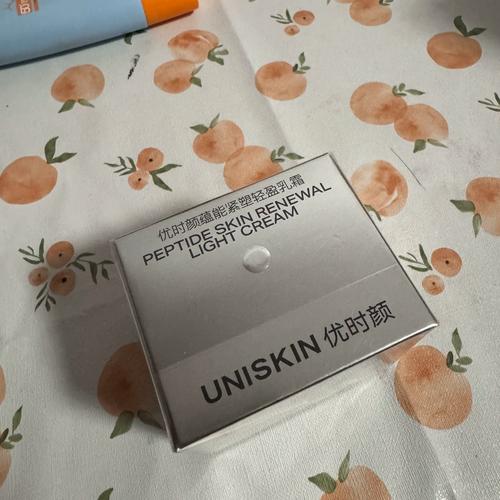 优时颜蕴能紧塑轻盈乳霜
PEPTIDE SKIN RENEWAL
LIGHT CREAM
UNISKIN 优时颜